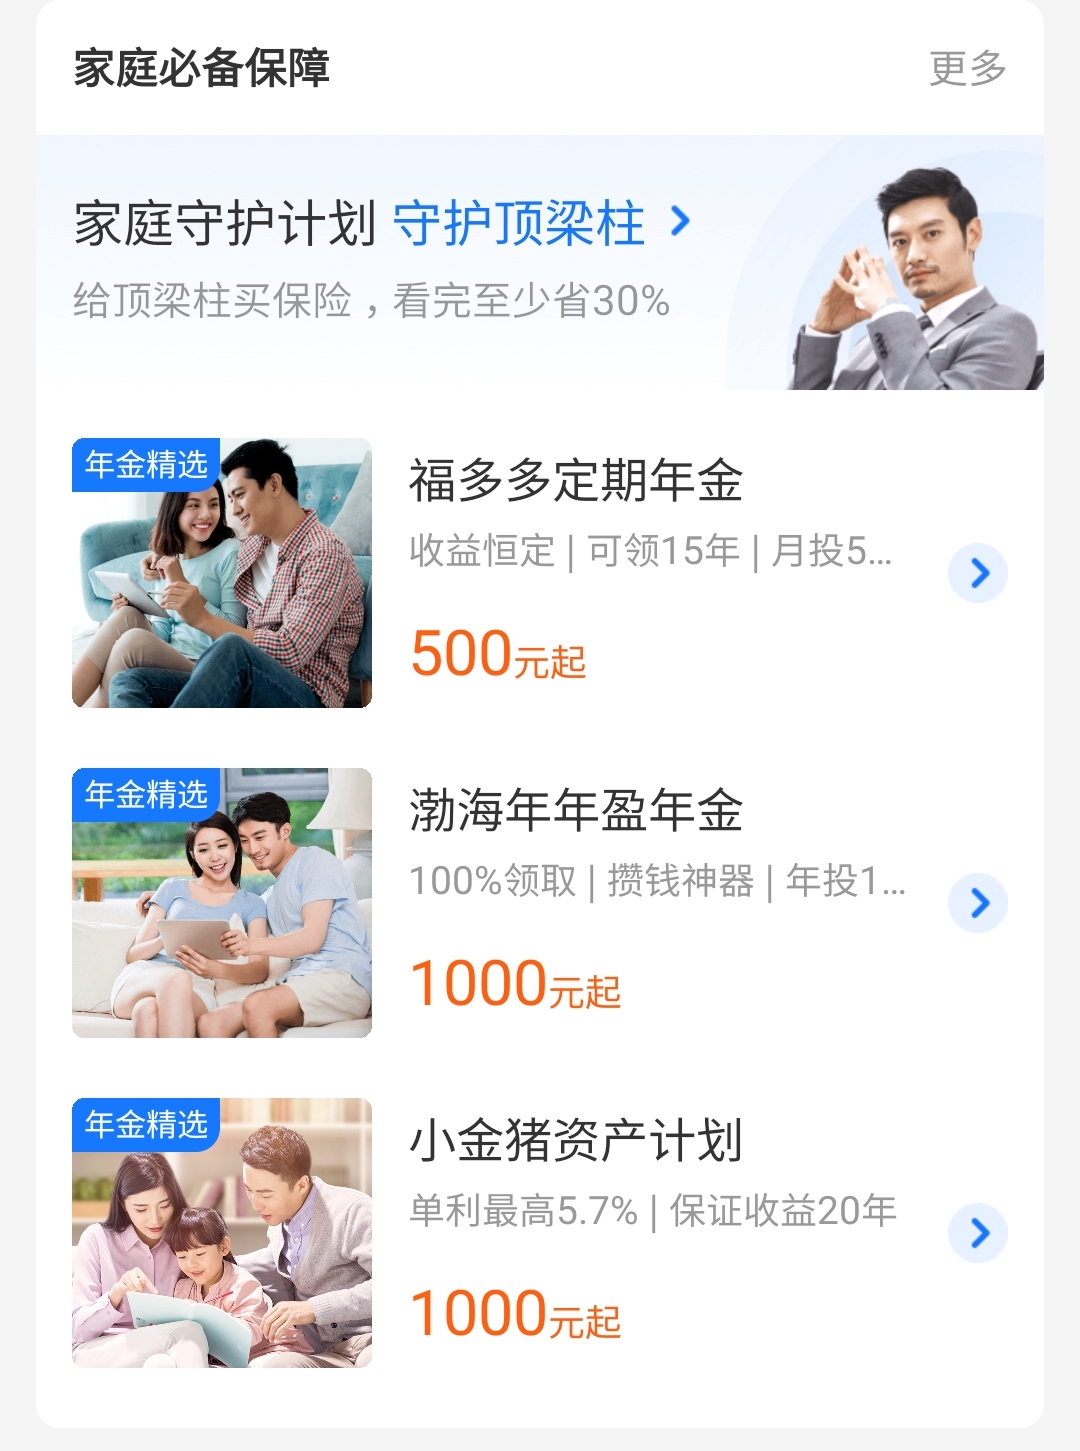 家庭必备保障
更多
家庭守护计划 守护顶梁柱
给顶梁柱买保险，看完至少省30%
年金精选
福多多定期年金
收益恒定 | 可领15年 | 月投5...
500元起
年金精选
渤海年年盈年金
100%领取 | 攒钱神器 | 年投1...
1000元起
年金精选
小金猪资产计划
单利最高5.7% | 保证收益20年
1000元起